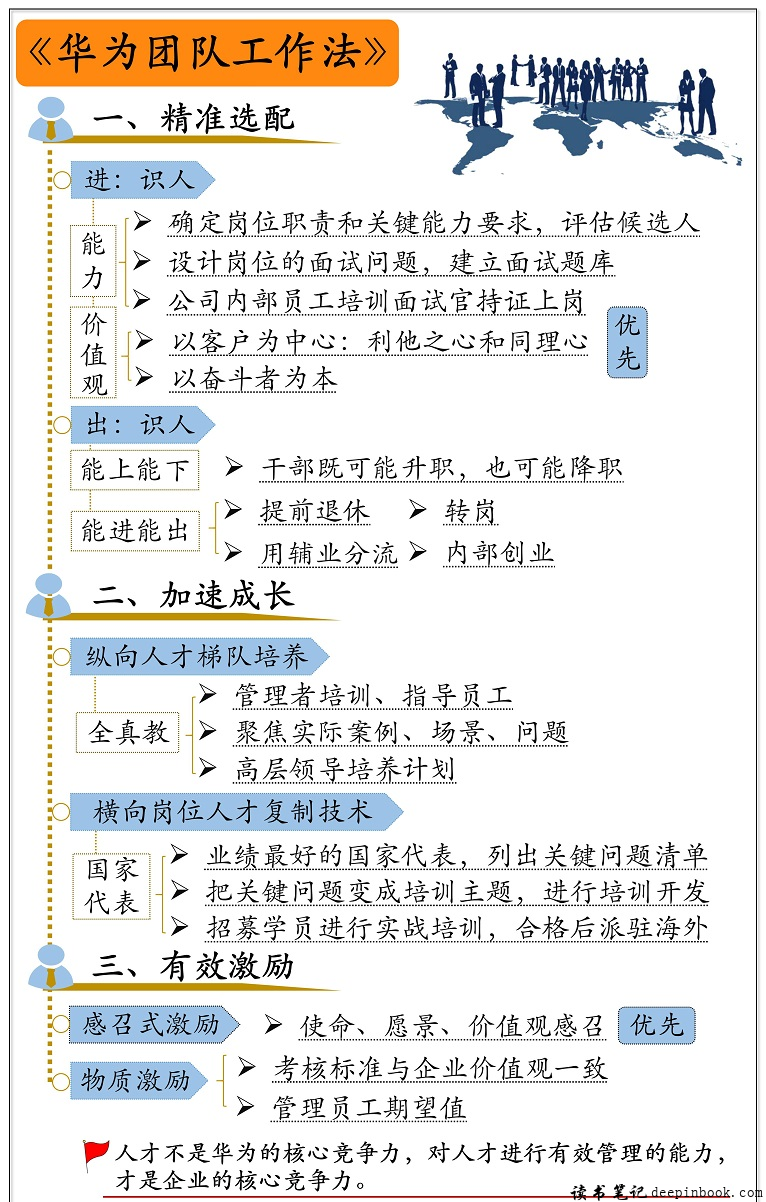 《华为团队工作法》
一、精准选配
进：识人
能力
确定岗位职责和关键能力要求，评估候选人
设计岗位的面试问题，建立面试题库
公司内部员工培训面试官持证上岗
价值观
以客户为中心：利他之心和同理心
以奋斗者为本
优先
出：识人
能上能下
干部既可能升职，也可能降职
能进能出
提前退休
转岗
用辅业分流
内部创业
二、加速成长
纵向人才梯队培养
全真教
管理者培训、指导员工
聚焦实际案例、场景、问题
高层领导培养计划
横向岗位人才复制技术
国家
代表
业绩最好的国家代表，列出关键问题清单
把关键问题变成培训主题，进行培训开发
招募学员进行实战培训，合格后派驻海外
三、有效激励
感召式激励
使命、愿景、价值观感召
优先
物质激励
考核标准与企业价值观一致
管理员工期望值
人才不是华为的核心竞争力，对人才进行有效管理的能力，
才是企业的核心竞争力。
读书笔记deepinbook.com